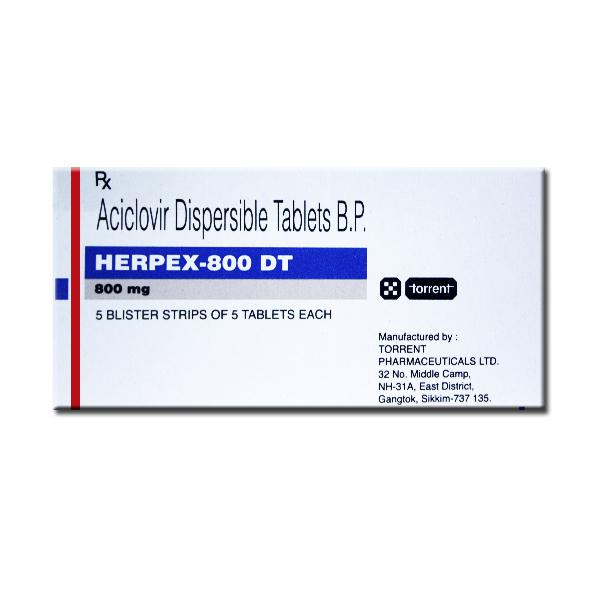 Rx
Aciclovir Dispersible Tablets B.P.
HERPEX-800 DT
800 mg
torrent
5 BLISTER STRIPS OF 5 TABLETS EACH
Manufactured by :
TORRENT
PHARMACEUTICALS LTD.
32 No. Middle Camp,
NH-31A, East District,
Gangtok, Sikkim-737 135.